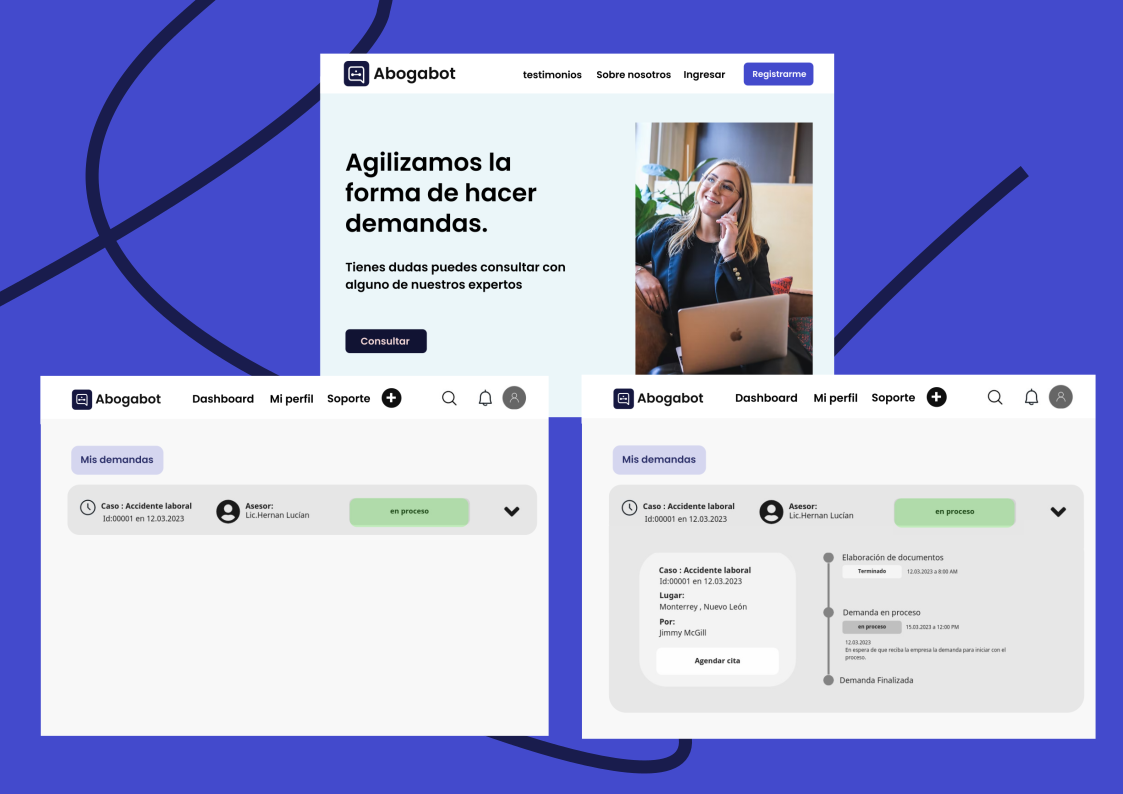 Abogabot
testimonios Sobre nosotros Ingresar Registrarme
Agilizamos la
forma de hacer
demandas.
Tienes dudas puedes consultar con
alguno de nuestros expertos
Consultar
Abogabot Dashboard Mi perfil Soporte
Mis demandas
Caso : Accidente laboral
Id:00001 en 12.03.2023
Asesor:
Lic.Hernan Lucían
en proceso
Abogabot Dashboard Mi perfil Soporte
Mis demandas
Caso : Accidente laboral
Id:00001 en 12.03.2023
Asesor:
Lic.Hernan Lucían
en proceso
Caso : Accidente laboral
Id:00001 en 12.03.2023
Lugar:
Monterrey , Nuevo León
Por:
Jimmy McGill
Agendar cita
Elaboración de documentos
Terminado 12.03.2023 a 8:00 AM
Demanda en proceso
en proceso 15.03.2023 a 12:00 PM
12.03.2023
En espera de que reciba la empresa la demanda para iniciar con el
proceso.
Demanda Finalizada